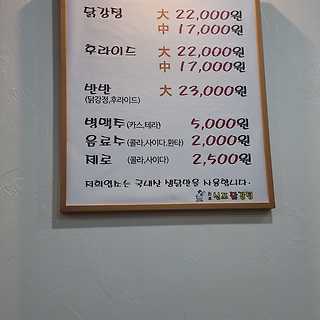 닭강정 大 22,000원
中 17,000원
후라이드 大 22,000원
中 17,000원
반반 大 23,000원
(닭강정,후라이드)
병맥주 (카스,테라) 5,000원
음료수 (콜라,사이다,환타) 2,000원
제로 (콜라,사이다) 2,500원
저희업소는 국내산 생닭만을 사용합니다.